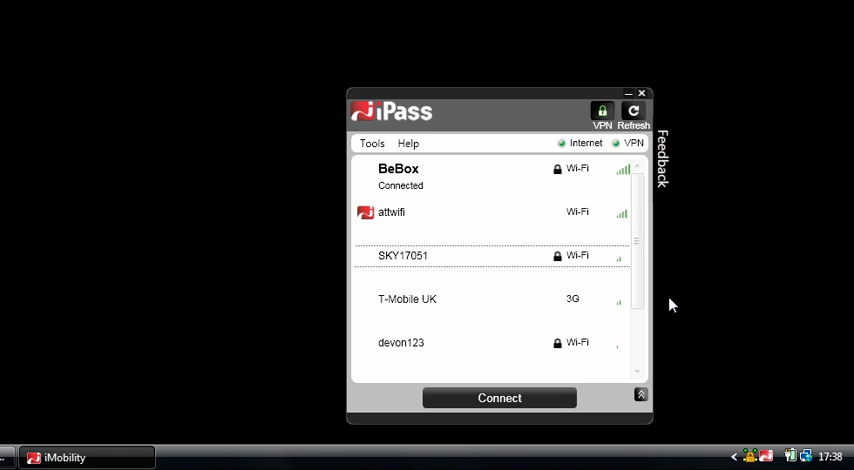 iPass
VPN Refresh
Tools Help Internet VPN
Feedback
BeBox Wi-Fi
Connected
attwifi Wi-Fi
SKY17051 Wi-Fi
T-Mobile UK 3G
devon123 Wi-Fi
Connect
iMobility 17:38